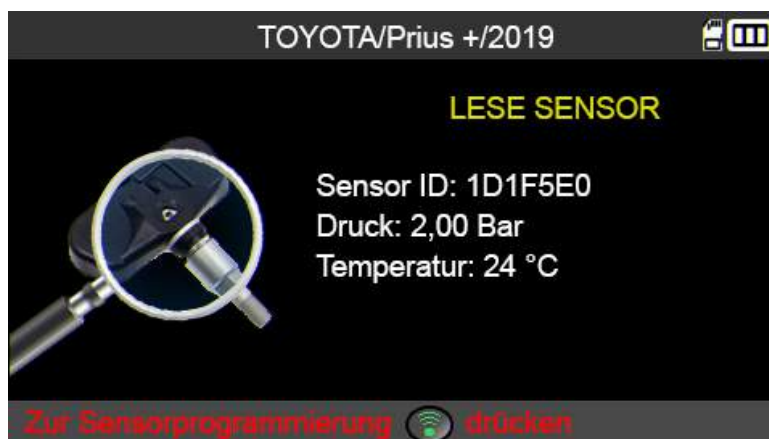 TOYOTA/Prius +/2019
LESE SENSOR
Sensor ID: 1D1F5E0
Druck: 2,00 Bar
Temperatur: 24 °C
Zur Sensorprogrammierung drücken